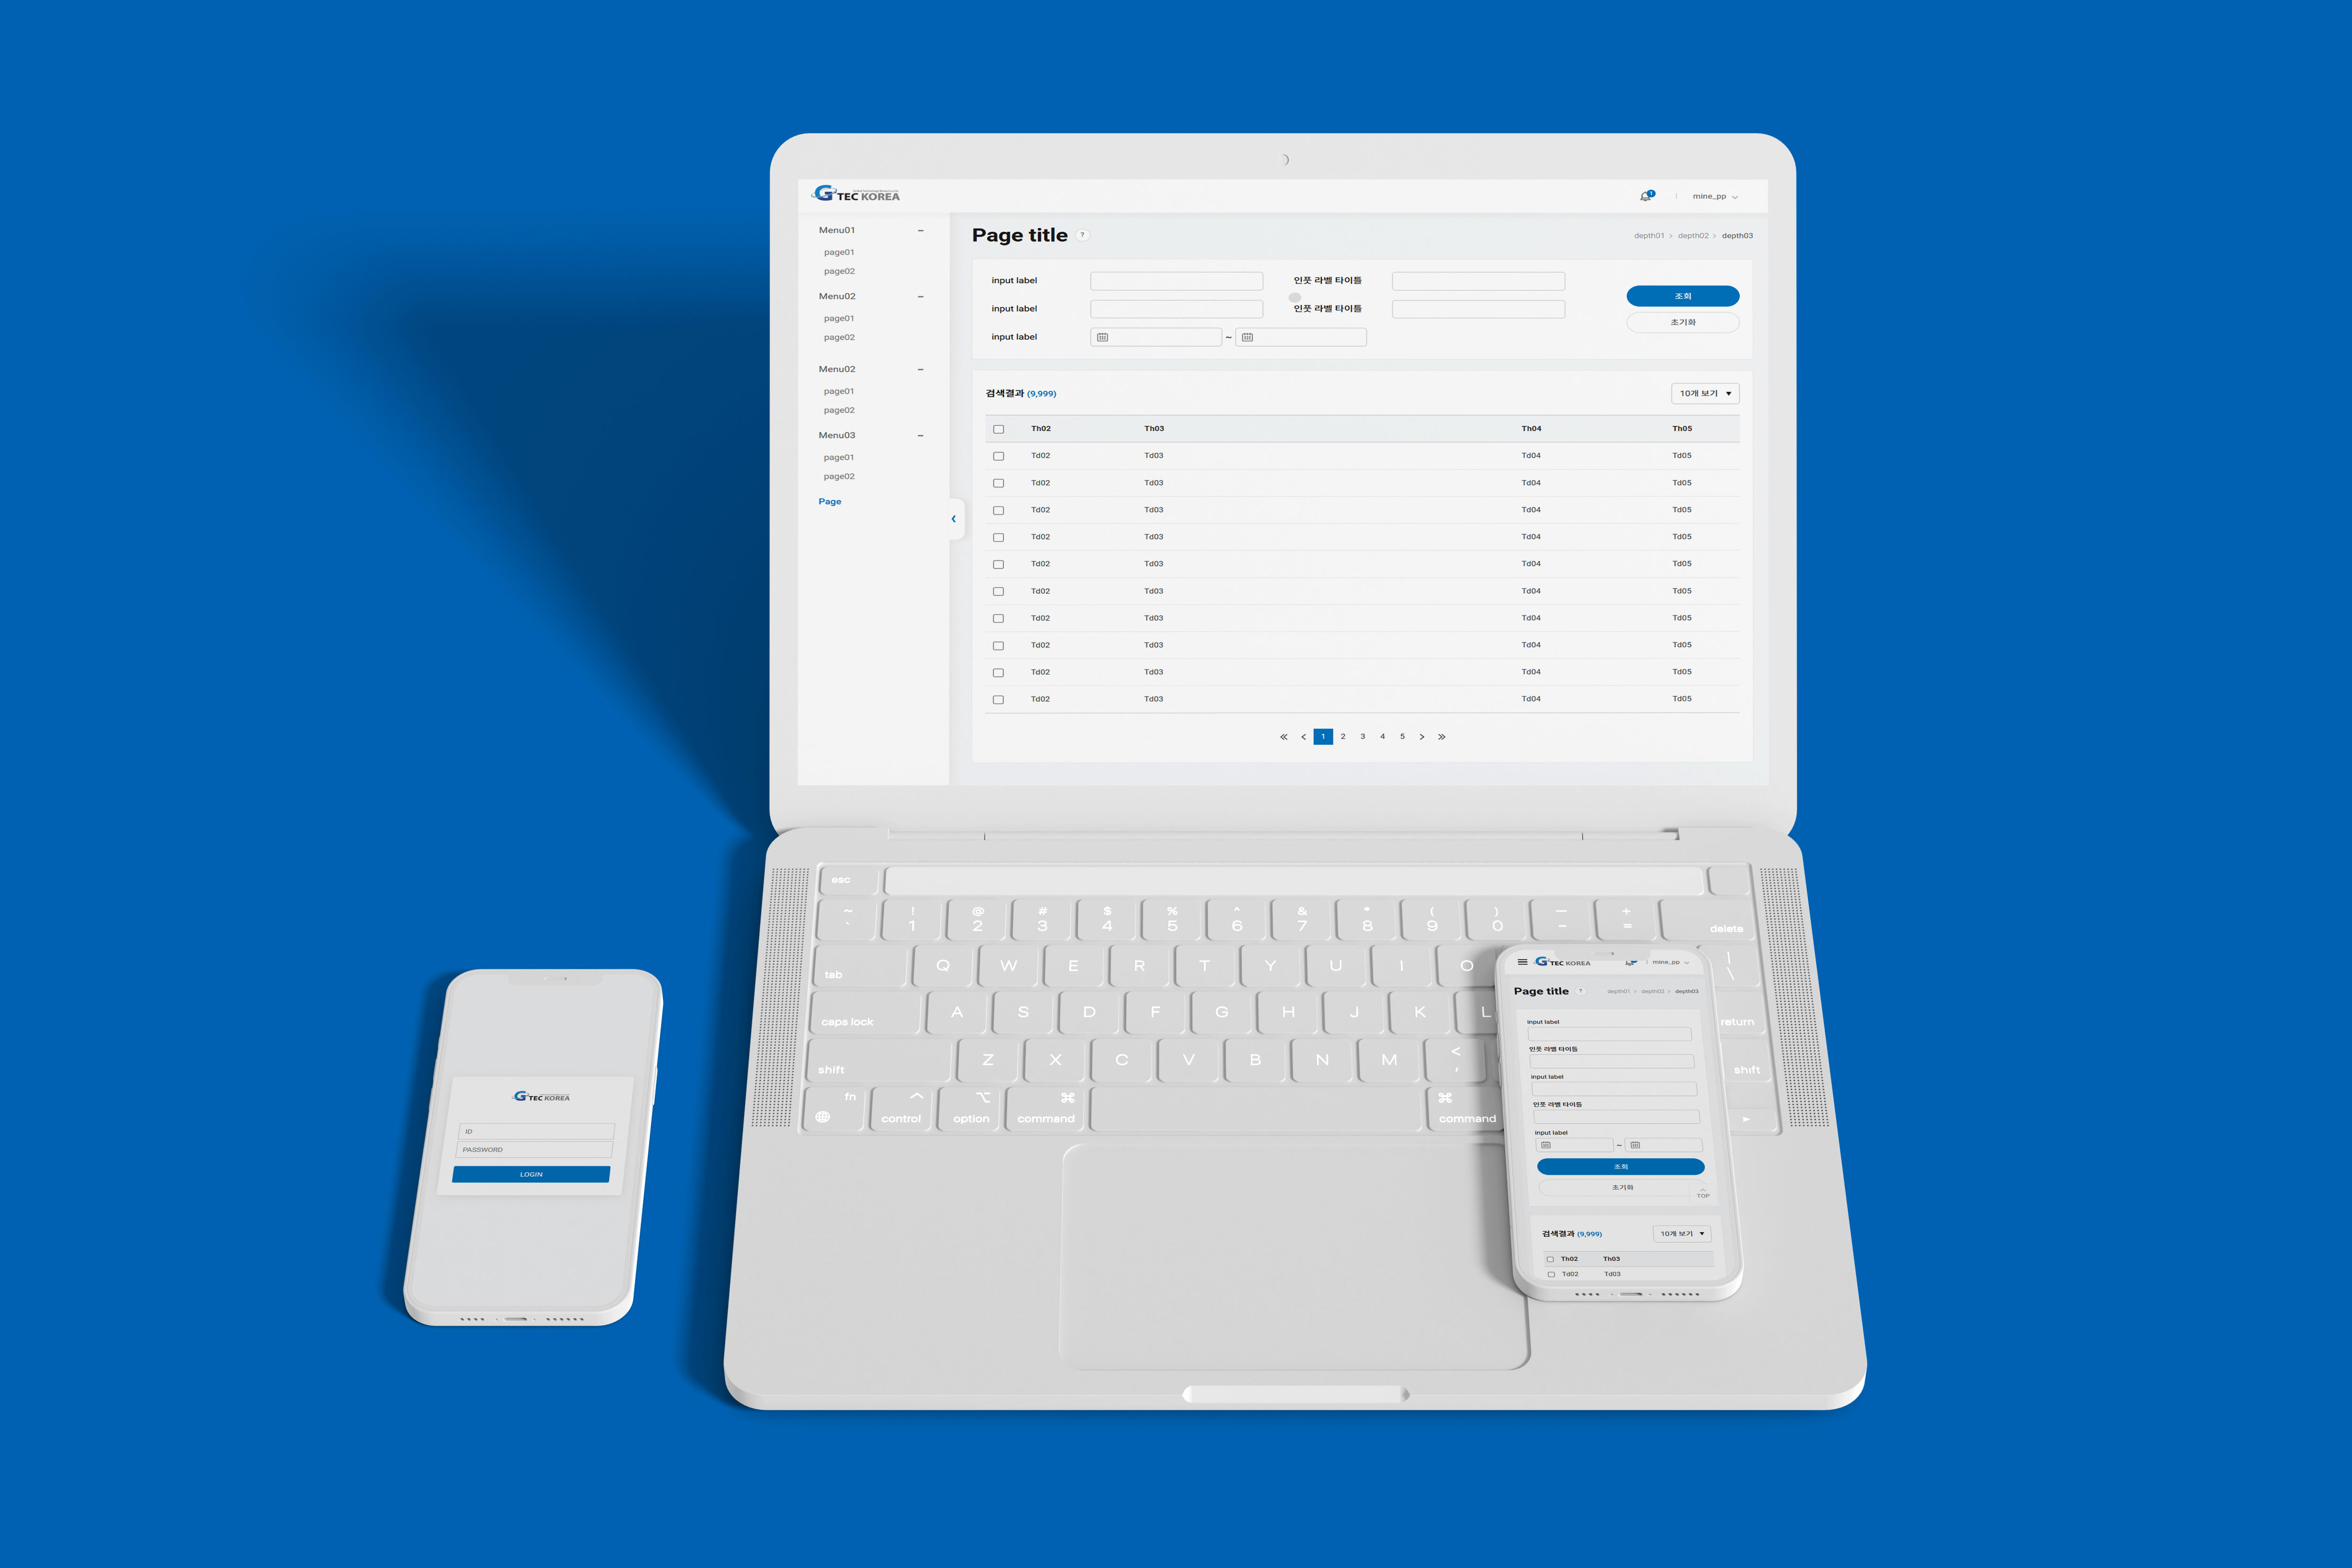 G TEC KOREA
1
mine_pp
Menu01
page01
page02
Menu02
page01
page02
Menu02
page01
page02
Menu03
page01
page02
Page
Page title ?
depth01 > depth02 > depth03
input label
인풋 라벨 타이틀
input label
인풋 라벨 타이틀
input label
~
조회
초기화
검색결과 (9,999)
10개 보기
Th02 Th03 Th04 Th05
Td02 Td03 Td04 Td05
Td02 Td03 Td04 Td05
Td02 Td03 Td04 Td05
Td02 Td03 Td04 Td05
Td02 Td03 Td04 Td05
Td02 Td03 Td04 Td05
Td02 Td03 Td04 Td05
Td02 Td03 Td04 Td05
Td02 Td03 Td04 Td05
Td02 Td03 Td04 Td05
« < 1 2 3 4 5 > »
esc
~ ! @ # $ % ^ & * ( ) — +
` 1 2 3 4 5 6 7 8 9 0 - =
delete
tab Q W E R T Y U I O | \
caps lock A S D F G H J K L return
shift Z X C V B N M < , shift
fn control option command ⌘ command
G TEC KOREA
ID
PASSWORD
LOGIN
G TEC KOREA
mine_pp
Page title ?
depth01 > depth02 > depth03
input label
인풋 라벨 타이틀
input label
인풋 라벨 타이틀
input label
~
조회
초기화
TOP
검색결과 (9,999)
10개 보기
Th02 Th03
Td02 Td03